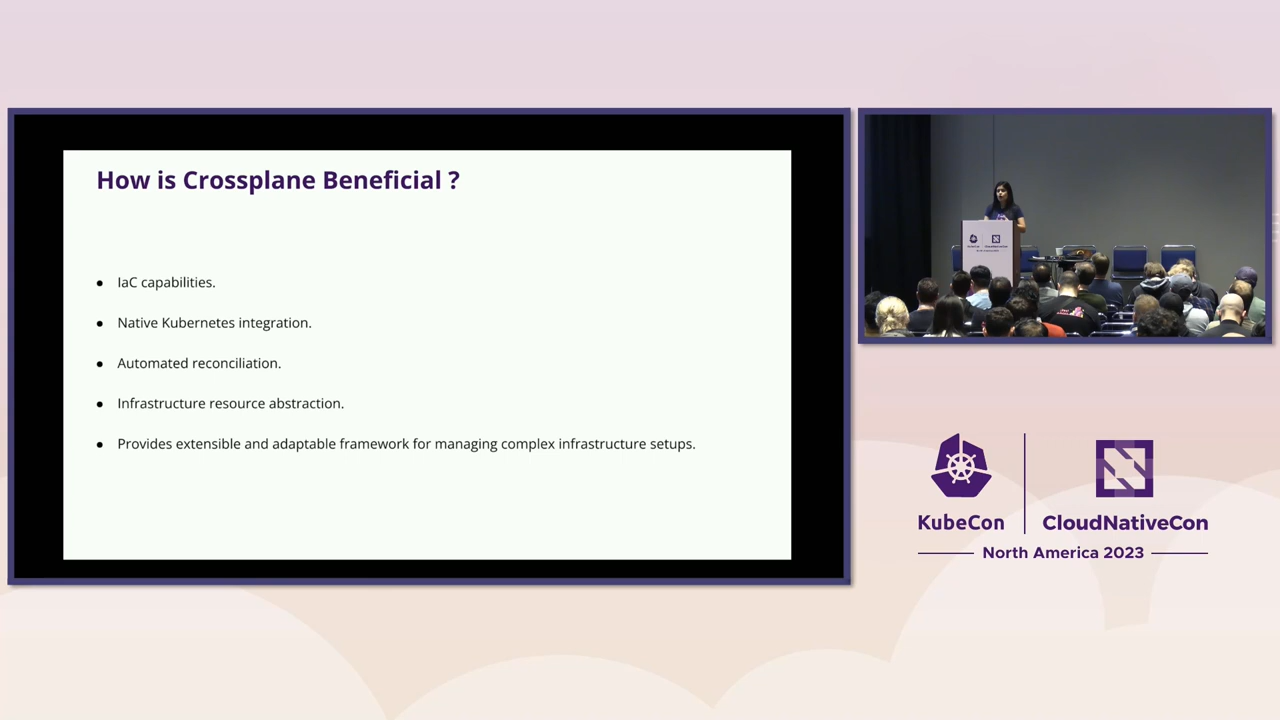 How is Crossplane Beneficial ?
● IaC capabilities.
● Native Kubernetes integration.
● Automated reconciliation.
● Infrastructure resource abstraction.
● Provides extensible and adaptable framework for managing complex infrastructure setups.
KubeCon
CloudNativeCon
North America 2023